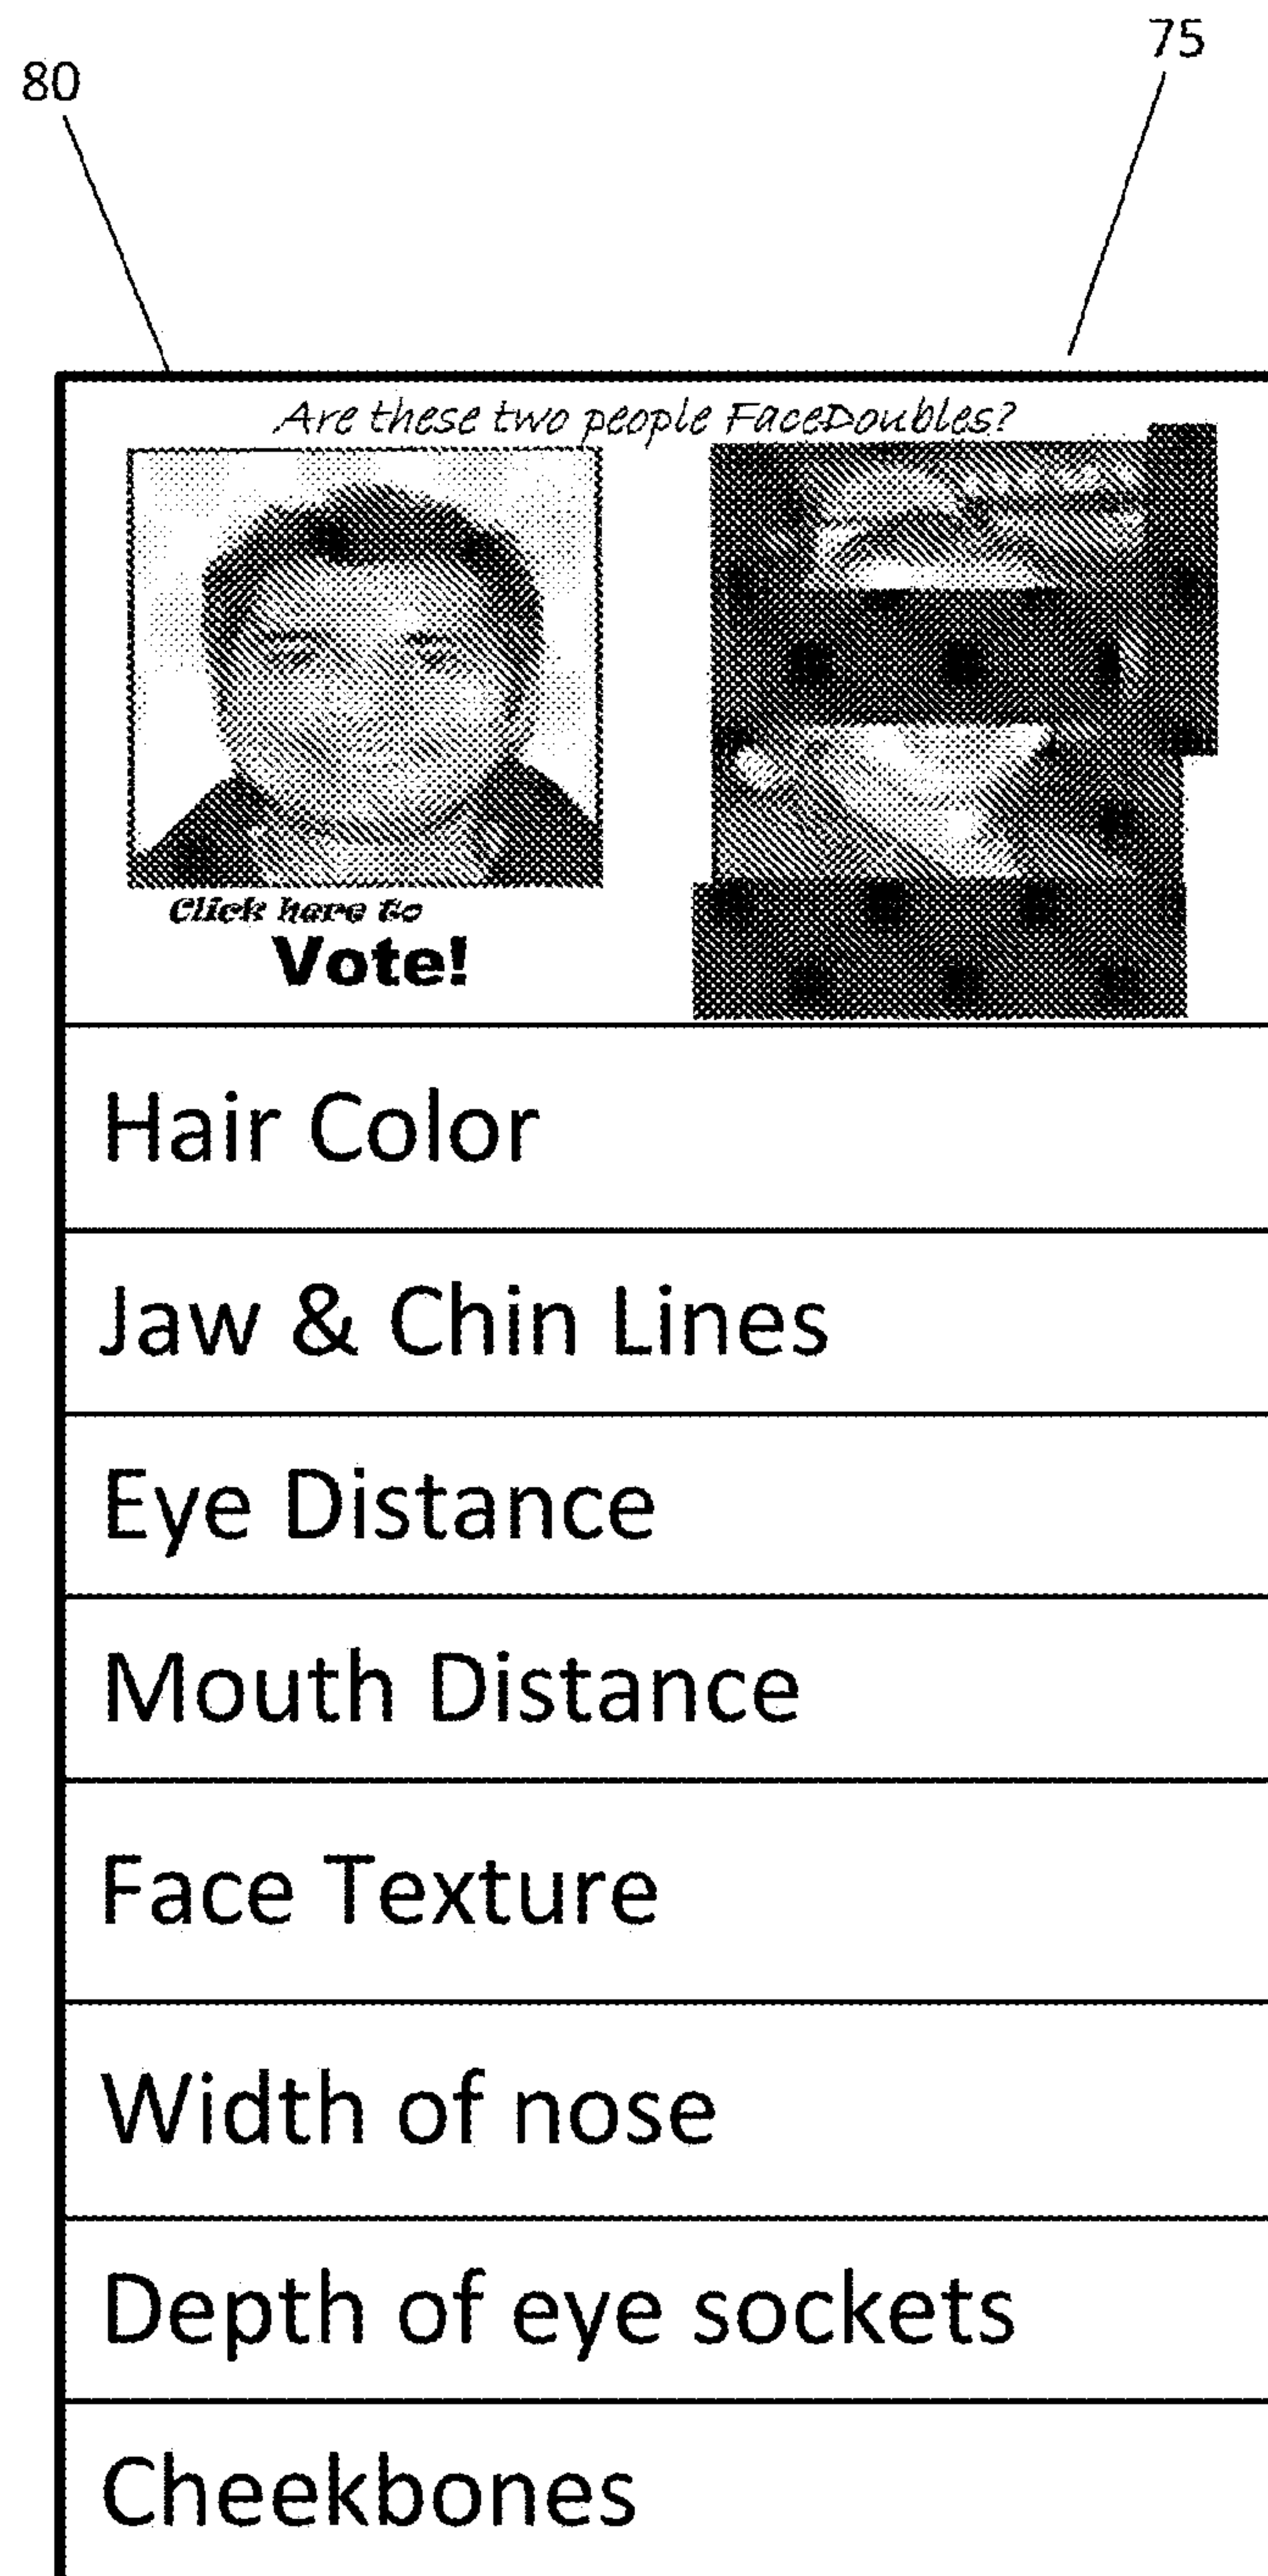 75
80
Are these two people FaceDoubles?
Click here to
Vote!
Hair Color
Jaw & Chin Lines
Eye Distance
Mouth Distance
Face Texture
Width of nose
Depth of eye sockets
Cheekbones